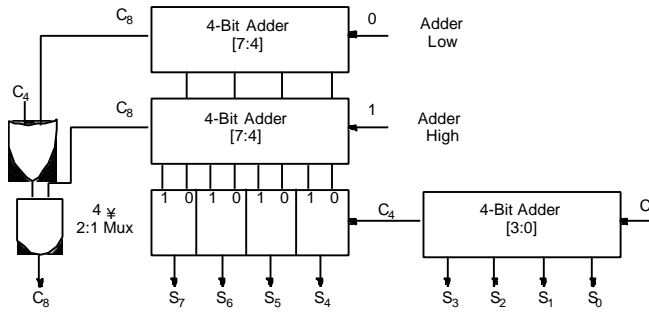 C8
4-Bit Adder
[7:4]
0
Adder
Low
C4
C8
4-Bit Adder
[7:4]
1
Adder
High
4 ¥
2:1 Mux
1 0 1 0 1 0 1 0
C4
4-Bit Adder
[3:0]
C
C8
S7 S6 S5 S4
S3 S2 S1 S0